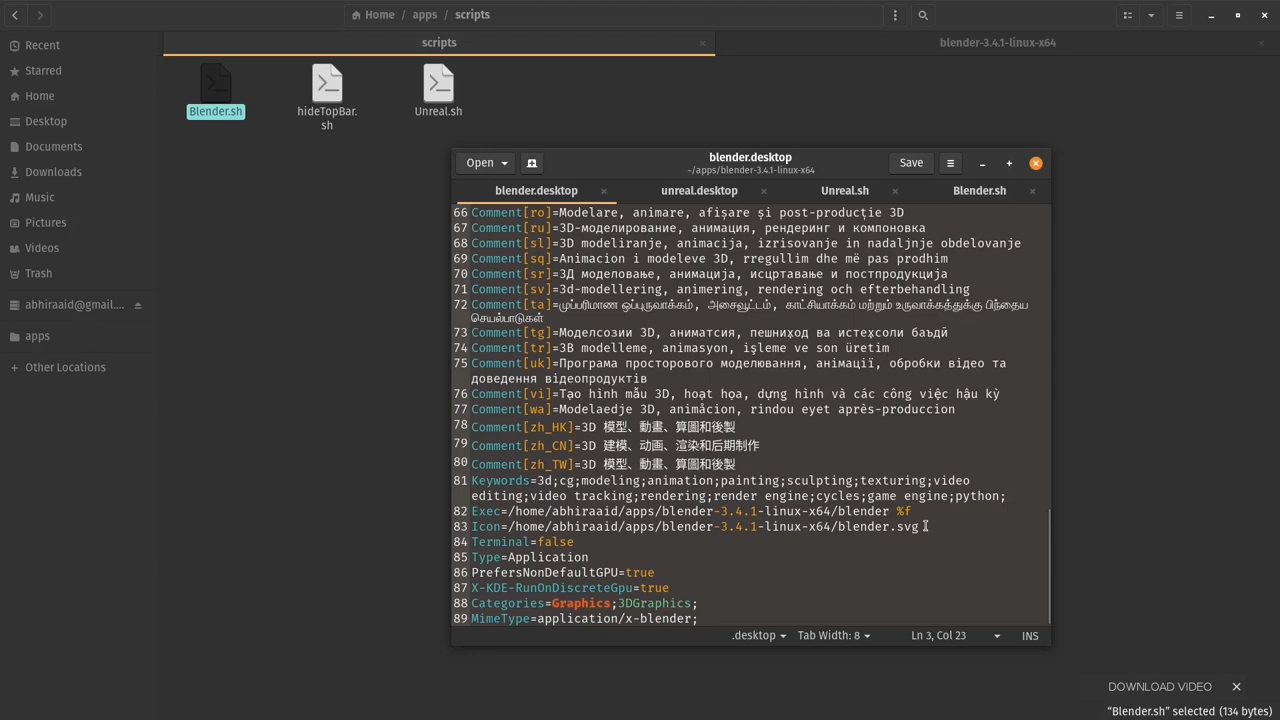 Home / apps / scripts
scripts
blender-3.4.1-linux-x64
Recent
Starred
Home
Desktop
Documents
Downloads
Music
Pictures
Videos
Trash
abhiraaid@gmail....
apps
Other Locations
Blender.sh
hideTopBar.
sh
Unreal.sh
Open
blender.desktop
~/apps/blender-3.4.1-linux-x64
Save
blender.desktop
unreal.desktop
Unreal.sh
Blender.sh
66 Comment[ro]=Modelare, animare, afișare și post-producție 3D
67 Comment[ru]=3D-моделирование, анимация, рендеринг и компоновка
68 Comment[sl]=3D modeliranje, animacija, izrisovanje in nadaljnje obdelovanje
69 Comment[sq]=Animacion i modeleve 3D, rregullim dhe më pas prodhim
70 Comment[sr]=3Д моделовање, анимација, исцртавање и постпродукција
71 Comment[sv]=3d-modellering, animering, rendering och efterbehandling
72 Comment[ta]=முப்பரிமாண ஒப்புருவாக்கம், அசைவூட்டம், காட்சியாக்கம் மற்றும் உருவாக்கத்துக்கு பிந்தைய
செயல்பாடுகள்
73 Comment[tg]=Моделсозии 3D, аниматсия, пешниҳод ва истеҳсоли баъдӣ
74 Comment[tr]=3B modelleme, animasyon, işleme ve son üretim
75 Comment[uk]=Програма просторового моделювання, анімації, обробки відео та
доведення відеопродуктів
76 Comment[vi]=Tạo hình mẫu 3D, hoạt họa, dựng hình và các công việc hậu kỳ
77 Comment[wa]=Modelaedje 3D, animåcion, rindou eyet après-produccion
78 Comment[zh_HK]=3D 模型、動畫、算圖和後製
79 Comment[zh_CN]=3D 建模、动画、渲染和后期制作
80 Comment[zh_TW]=3D 模型、動畫、算圖和後製
81 Keywords=3d;cg;modeling;animation;painting;sculpting;texturing;video
editing;video tracking;rendering;render engine;cycles;game engine;python;
82 Exec=/home/abhiraaid/apps/blender-3.4.1-linux-x64/blender %f
83 Icon=/home/abhiraaid/apps/blender-3.4.1-linux-x64/blender.svg
84 Terminal=false
85 Type=Application
86 PrefersNonDefaultGPU=true
87 X-KDE-RunOnDiscreteGpu=true
88 Categories=Graphics;3DGraphics;
89 MimeType=application/x-blender;
.desktop
Tab Width: 8
Ln 3, Col 23
INS
DOWNLOAD VIDEO
“Blender.sh” selected (134 bytes)